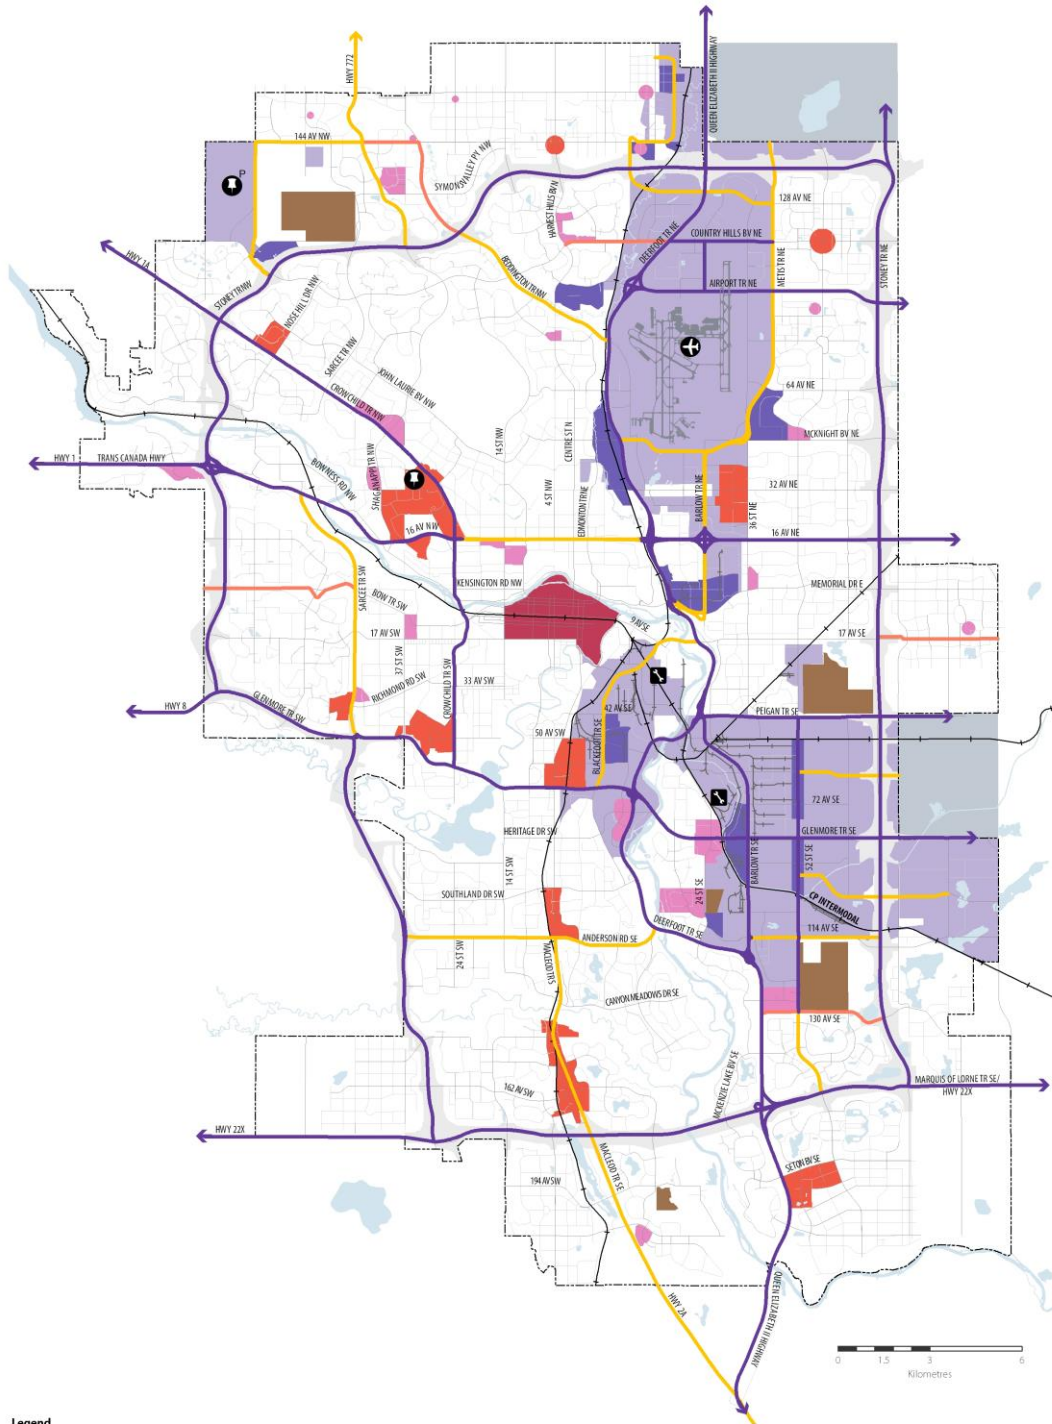 QUEEN ELIZABETH II HIGHWAY
HWY 772
144 AV NW
P
SYMONSVALLEY PY NW
HARVEST HILLS BV N
128 AV NE
COUNTRY HILLS BV NE
DEERFOOT TR NE
METIS TR NE
STONEY TR NE
HWY 1A
BEDDINGTON TR NW
AIRPORT TR NE
STONEY TR NW
NOSE HILL DR NW
SARCEE TR NW
JOHN LAURIE BV NW
CROWCHILD TR NW
64 AV NE
MCKNIGHT BV NE
14 ST NW
CENTRE ST N
HWY 1
TRANS CANADA HWY
BOWNESS RD NW
SHAGANAPPI TR NW
4 ST NW
EDMONTON TR NE
BARLOW TR NE
32 AV NE
36 ST NE
16 AV NW
16 AV NE
KENSINGTON RD NW
MEMORIAL DR E
SARCEE TR SW
BOW TR SW
9 AV SE
17 AV SW
17 AV SE
37 ST SW
RICHMOND RD SW
CROWCHILD TR SW
33 AV SW
HWY 8
GLENMORE TR SW
42 AV SE
PEIGAN TR SE
50 AV SW
BLACKFOOT TR SE
72 AV SE
HERITAGE DR SW
GLENMORE TR SE
14 ST SW
BARLOW TR SE
52 ST SE
SOUTHLAND DR SW
24 ST SE
CP INTERMODAL
DEERFOOT TR SE
114 AV SE
ANDERSON RD SE
24 ST SW
MACLEOD TR S
CANYON MEADOWS DR SE
130 AV SE
MCKENZIE LAKE BV SE
MARQUIS OF LORNE TR SE/
HWY 22X
162 AV SW
HWY 22X
MACLEOD TR SE
SETON BV SE
194 AV SW
HWY 2A
QUEEN ELIZABETH II HIGHWAY
0 1.5 3 6
Kilometres
Legend